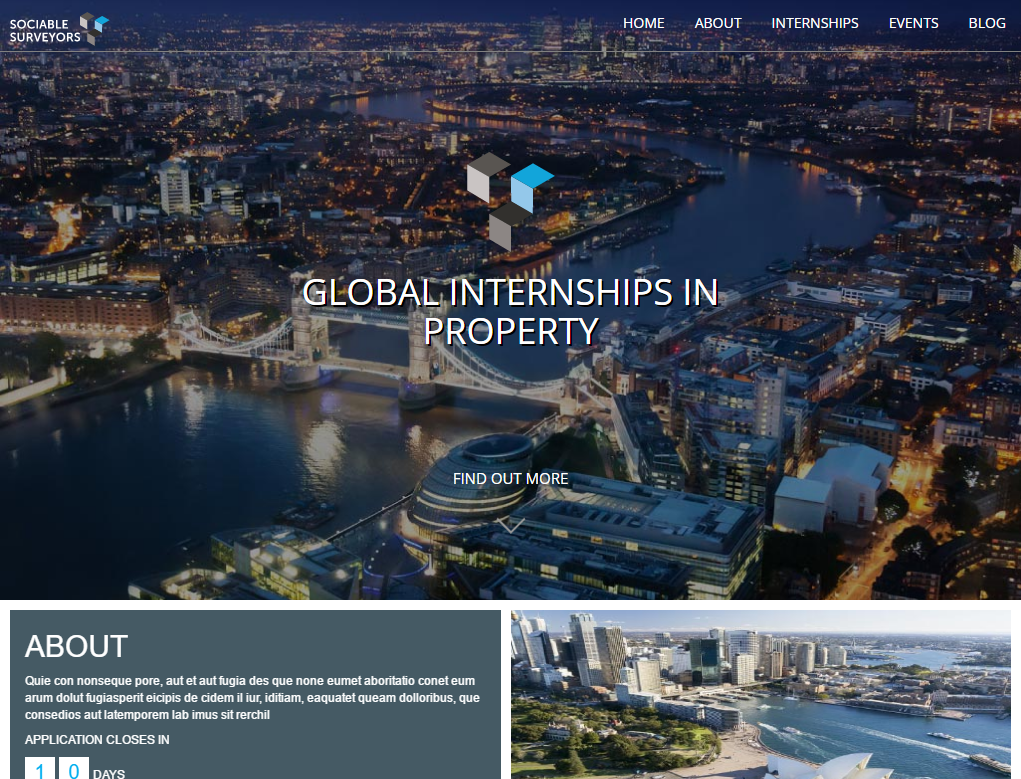 SOCIABLE
SURVEYORS
HOME
ABOUT
INTERNSHIPS
EVENTS
BLOG
GLOBAL INTERNSHIPS IN
PROPERTY
FIND OUT MORE
ABOUT
Quie con nonseque pore, aut et aut fugia des que none eumet aboritatio conet eum
arum dolut fugiasperit eicipis de cidem il iur, iditiam, eaquatet queam dolloribus, que
consedios aut latemporem lab imus sit rerchil
APPLICATION CLOSES IN
1 0 DAYS